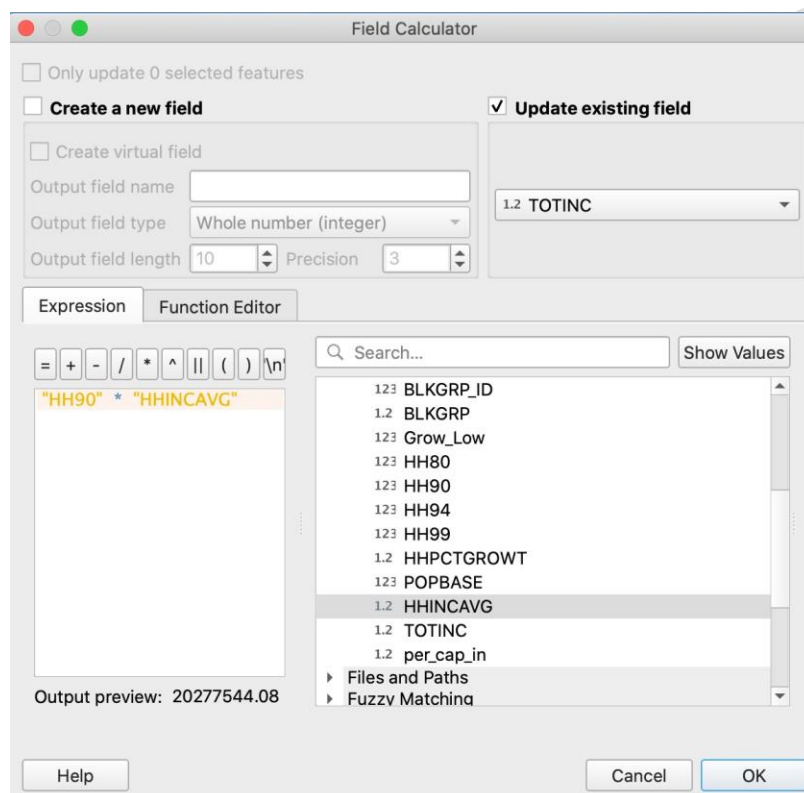 Field Calculator
Only update 0 selected features
Create a new field
Update existing field
Create virtual field
Output field name
1.2 TOTINC
Output field type Whole number (integer)
Output field length 10 Precision 3
Expression Function Editor
= + - / * ^ || ( ) '\n'
Search... Show Values
"HH90" * "HHINCAVG"
123 BLKGRP_ID
1.2 BLKGRP
123 Grow_Low
123 HH80
123 HH90
123 HH94
123 HH99
1.2 HHPCTGROWT
123 POPBASE
1.2 HHINCAVG
1.2 TOTINC
1.2 per_cap_in
Files and Paths
Fuzzy Matching
Output preview: 20277544.08
Help Cancel OK